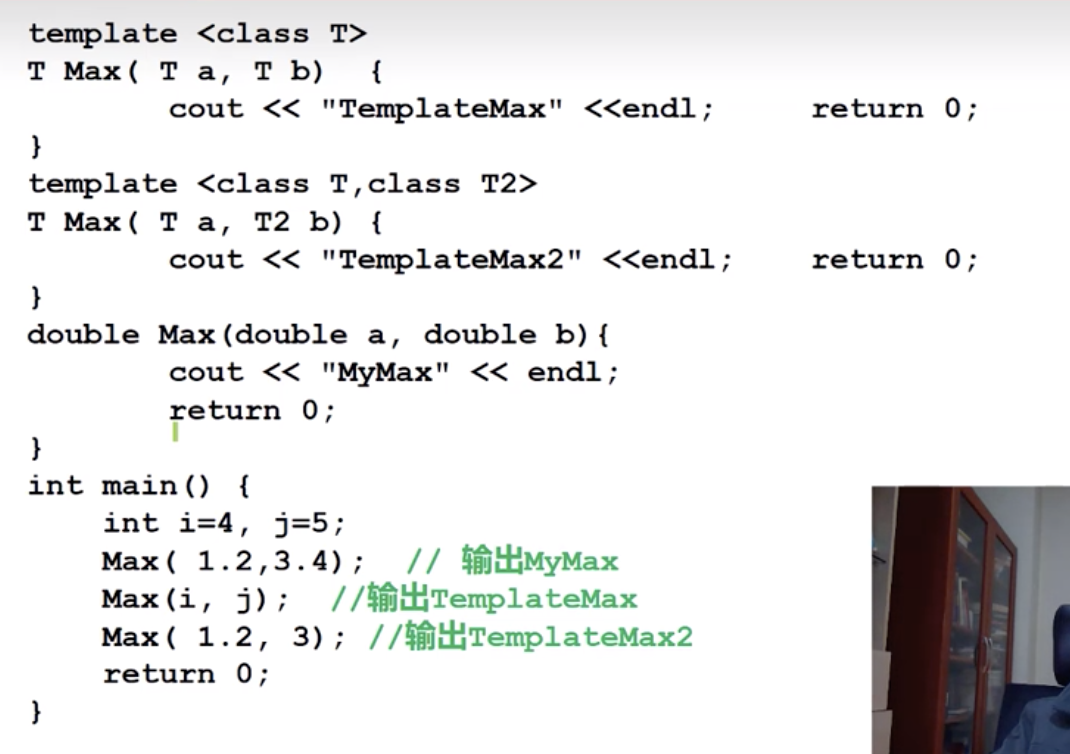 template <class T>
T Max( T a, T b)  {
cout << "TemplateMax" <<endl;     return 0;
}
template <class T,class T2>
T Max( T a, T2 b) {
cout << "TemplateMax2" <<endl;    return 0;
}
double Max(double a, double b){
cout << "MyMax" << endl;
return 0;
}
int main() {
int i=4, j=5;
Max( 1.2,3.4);  // 输出MyMax
Max(i, j);  //输出TemplateMax
Max( 1.2, 3); //输出TemplateMax2
return 0;
}